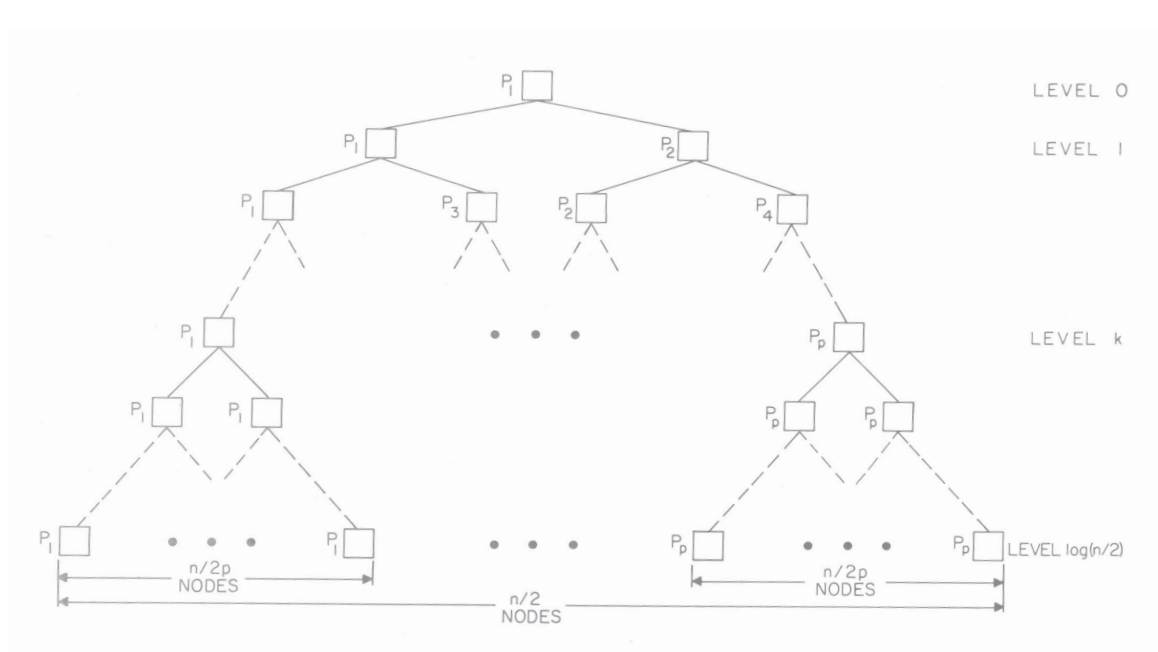 P1 LEVEL 0
P1 P2 LEVEL 1
P1 P3 P2 P4
P1 Pp LEVEL k
P1 P1 Pp Pp
P1 P1 Pp Pp LEVEL log(n/2)
n/2p n/2p
NODES NODES
n/2
NODES